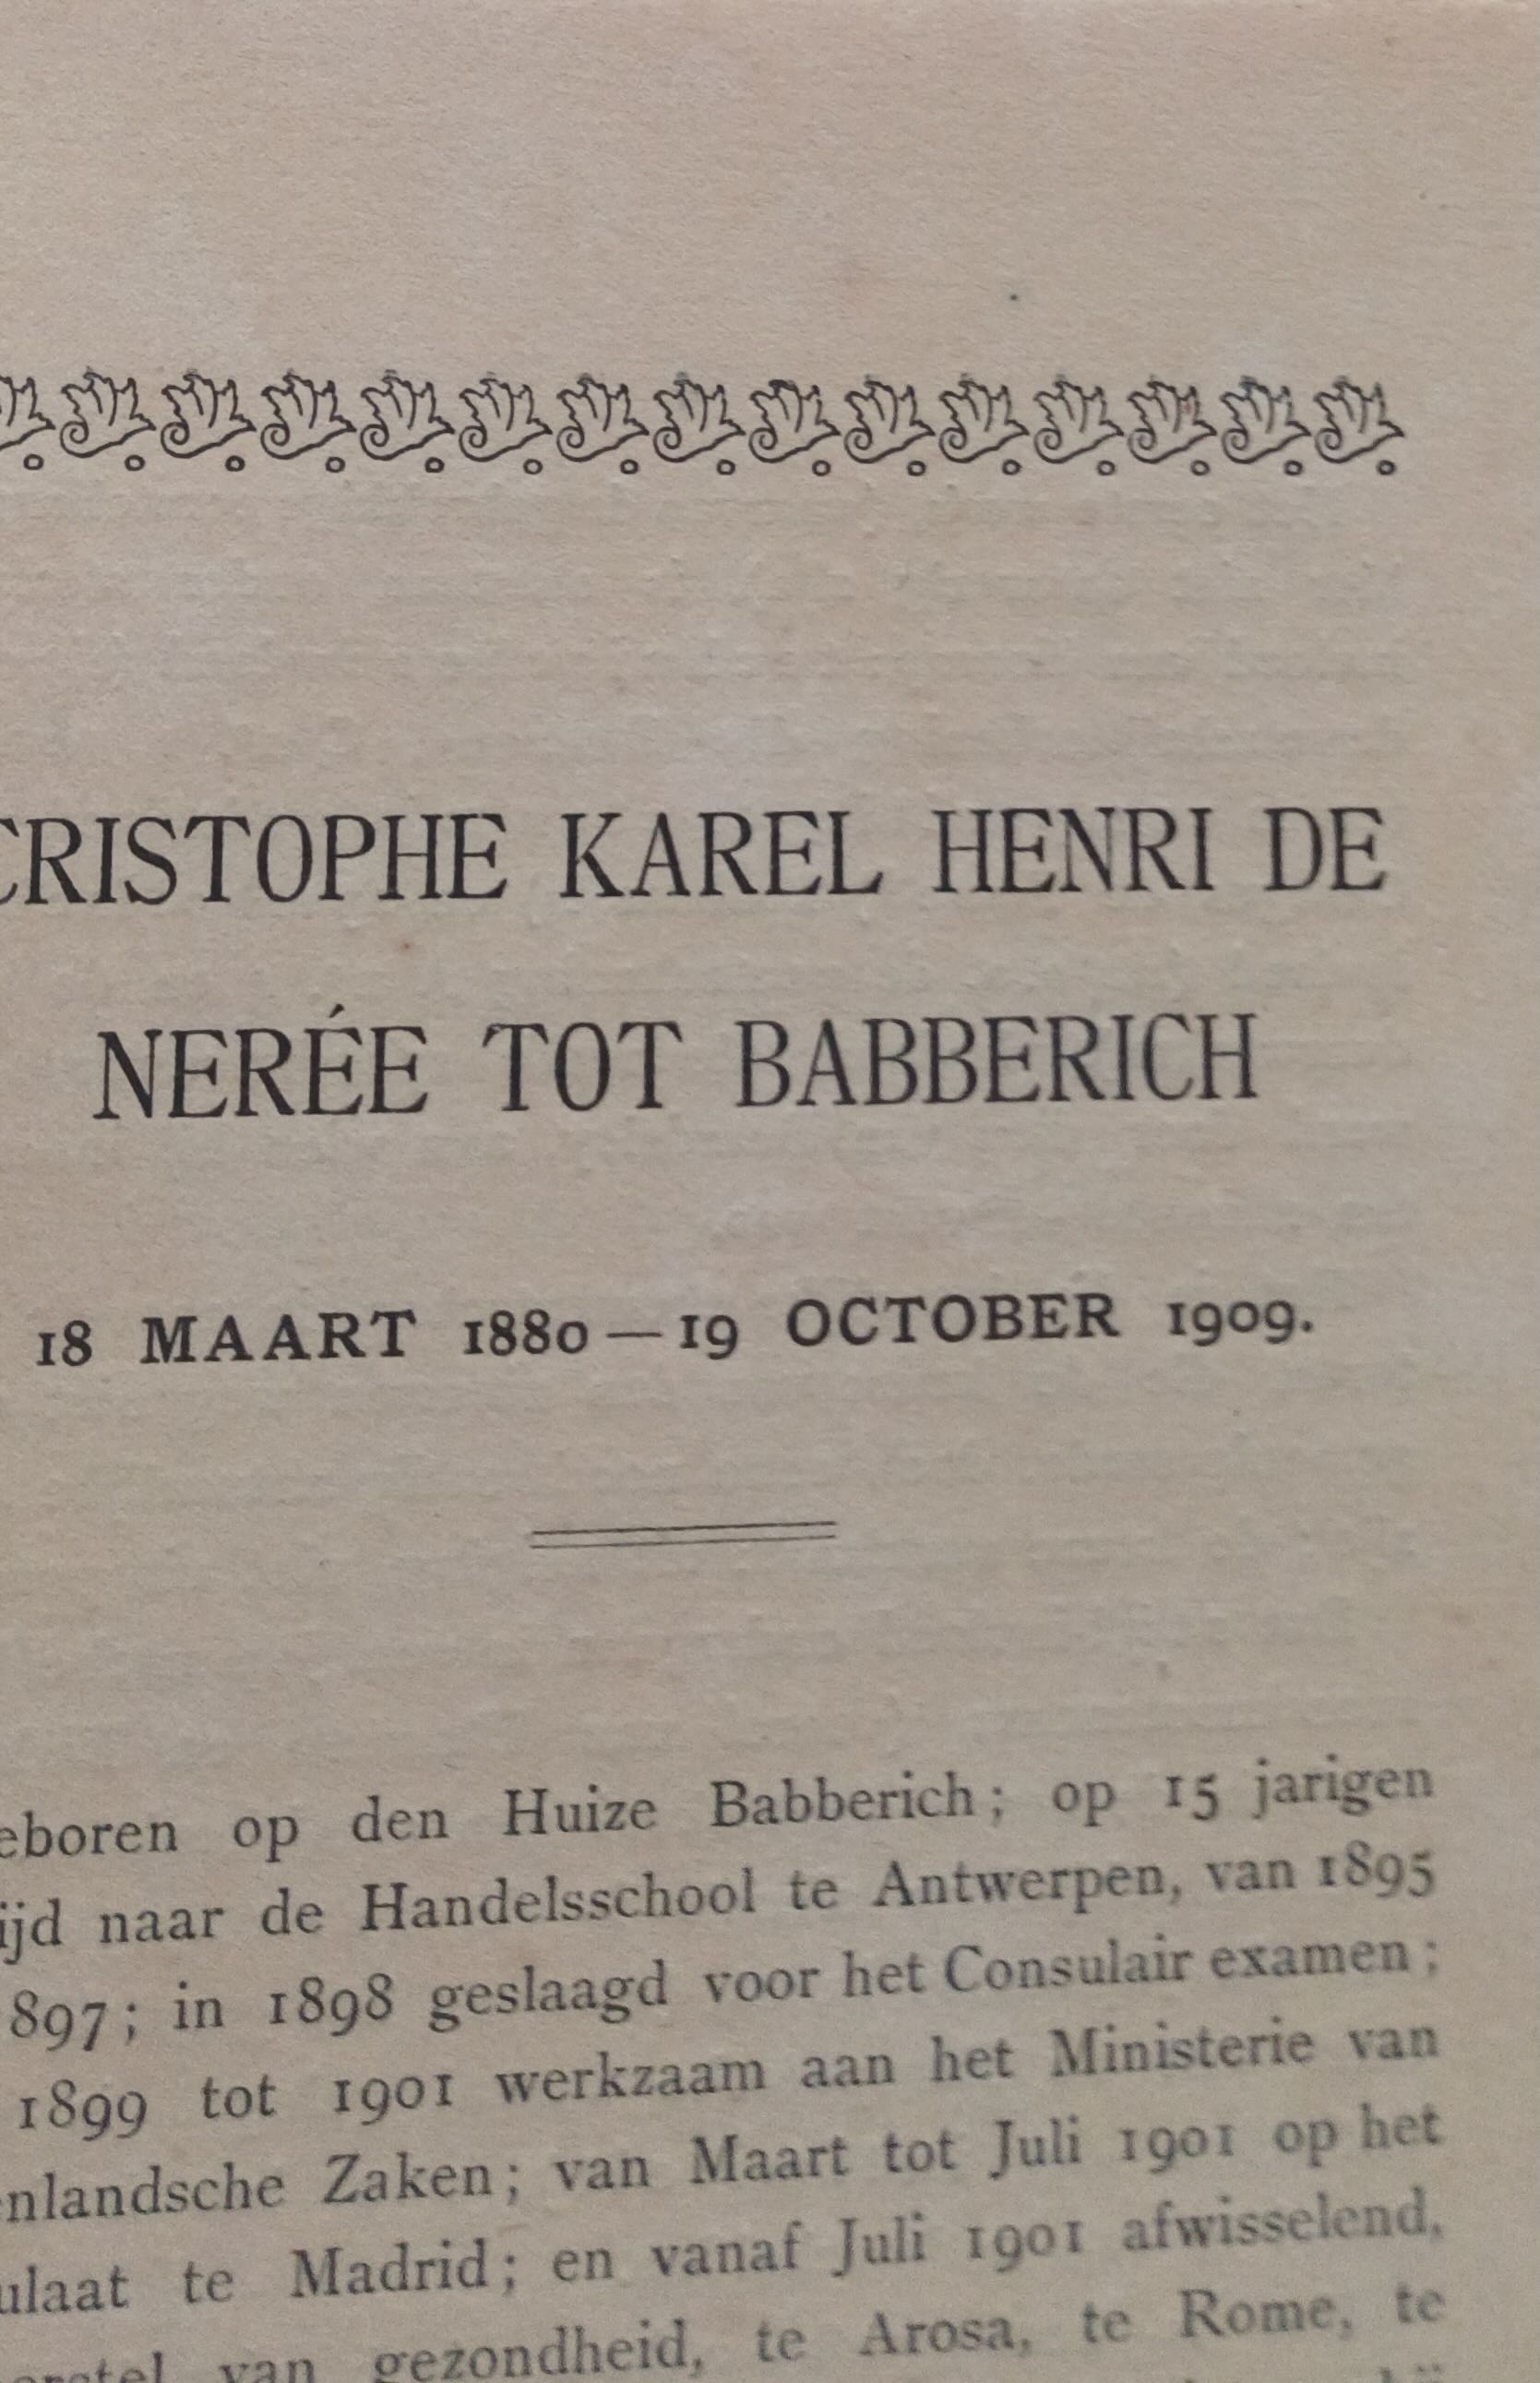 CRISTOPHE KAREL HENRI DE
NERÉE TOT BABBERICH
18 MAART 1880 — 19 OCTOBER 1909.
eboren op den Huize Babberich; op 15 jarigen
ijd naar de Handelsschool te Antwerpen, van 1895
897; in 1898 geslaagd voor het Consulair examen;
1899 tot 1901 werkzaam aan het Ministerie van
nlandsche Zaken; van Maart tot Juli 1901 op het
ulaat te Madrid; en vanaf Juli 1901 afwisselend,
erstel van gezondheid, te Arosa, te Rome, te